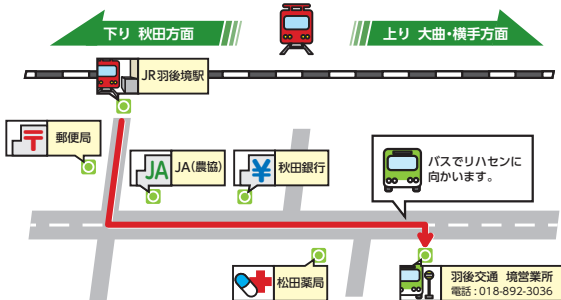 下り 秋田方面
上り 大曲・横手方面
JR羽後境駅
〒
郵便局
JA
JA(農協)
¥
秋田銀行
バスでリハセンに
向かいます。
松田薬局
羽後交通 境営業所
電話:018-892-3036